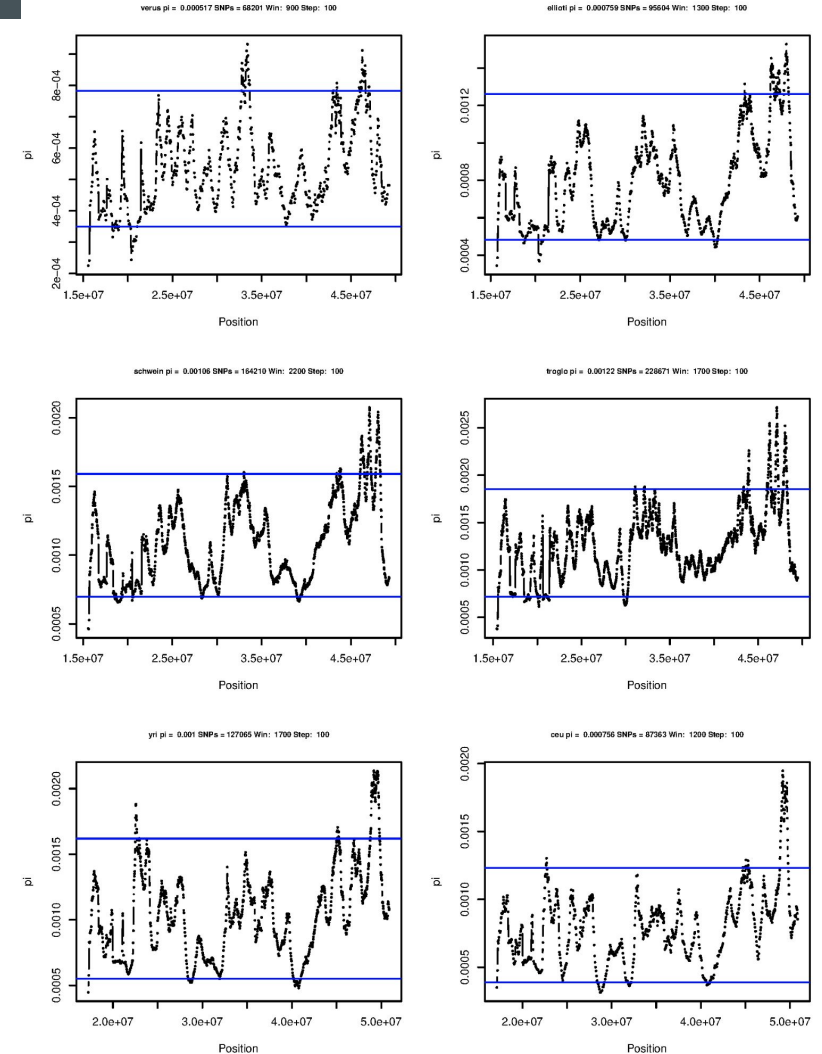 verus pi = 0.000517 SNPs = 68201 Win: 900 Step: 100
pi
8e−04
6e−04
4e−04
2e−04
1.5e+07 2.5e+07 3.5e+07 4.5e+07
Position
ellioti pi = 0.000759 SNPs = 95604 Win: 1300 Step: 100
pi
0.0012
0.0008
0.0004
1.5e+07 2.5e+07 3.5e+07 4.5e+07
Position
schwein pi = 0.00106 SNPs = 164210 Win: 2200 Step: 100
pi
0.0020
0.0015
0.0010
0.0005
1.5e+07 2.5e+07 3.5e+07 4.5e+07
Position
troglo pi = 0.00122 SNPs = 228671 Win: 1700 Step: 100
pi
0.0025
0.0020
0.0015
0.0010
0.0005
1.5e+07 2.5e+07 3.5e+07 4.5e+07
Position
yri pi = 0.001 SNPs = 127065 Win: 1700 Step: 100
pi
0.0020
0.0015
0.0010
0.0005
2.0e+07 3.0e+07 4.0e+07 5.0e+07
Position
ceu pi = 0.000756 SNPs = 87363 Win: 1200 Step: 100
pi
0.0020
0.0015
0.0010
0.0005
2.0e+07 3.0e+07 4.0e+07 5.0e+07
Position